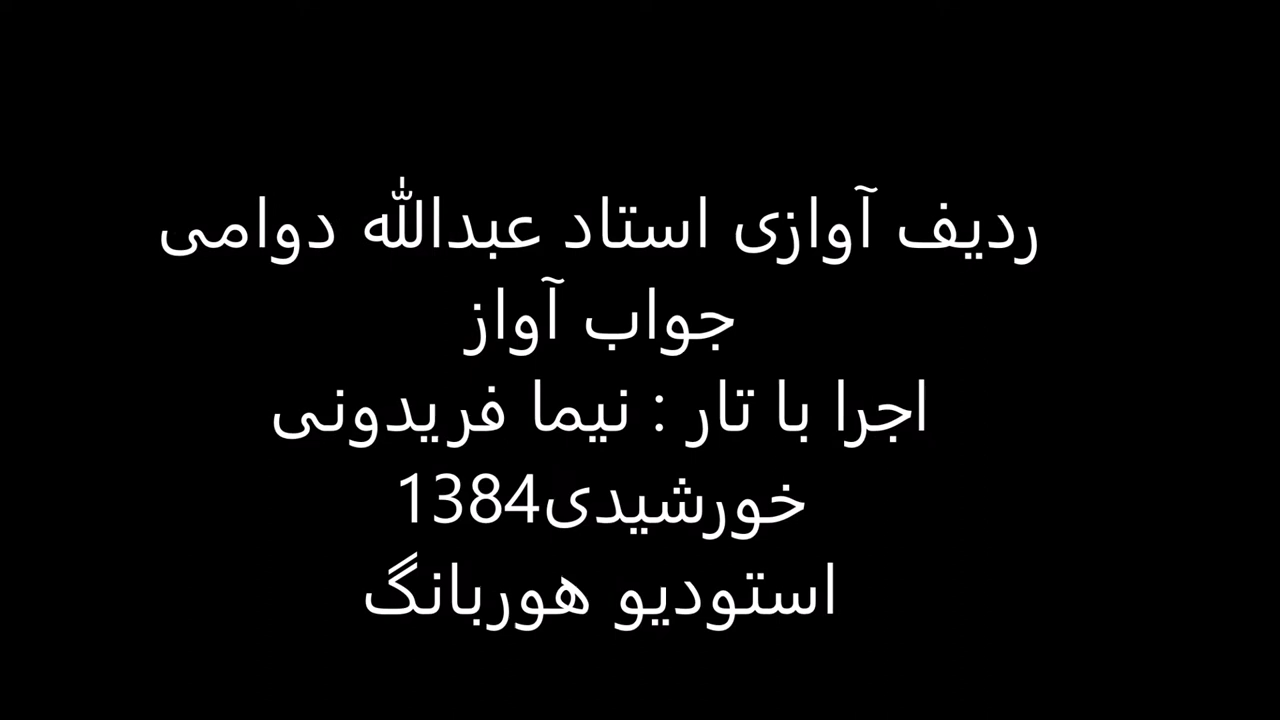 ردیف آوازی استاد عبدالله دوامی
جواب آواز
اجرا با تار : نیما فریدونی
خورشیدی1384
استودیو هوربانگ